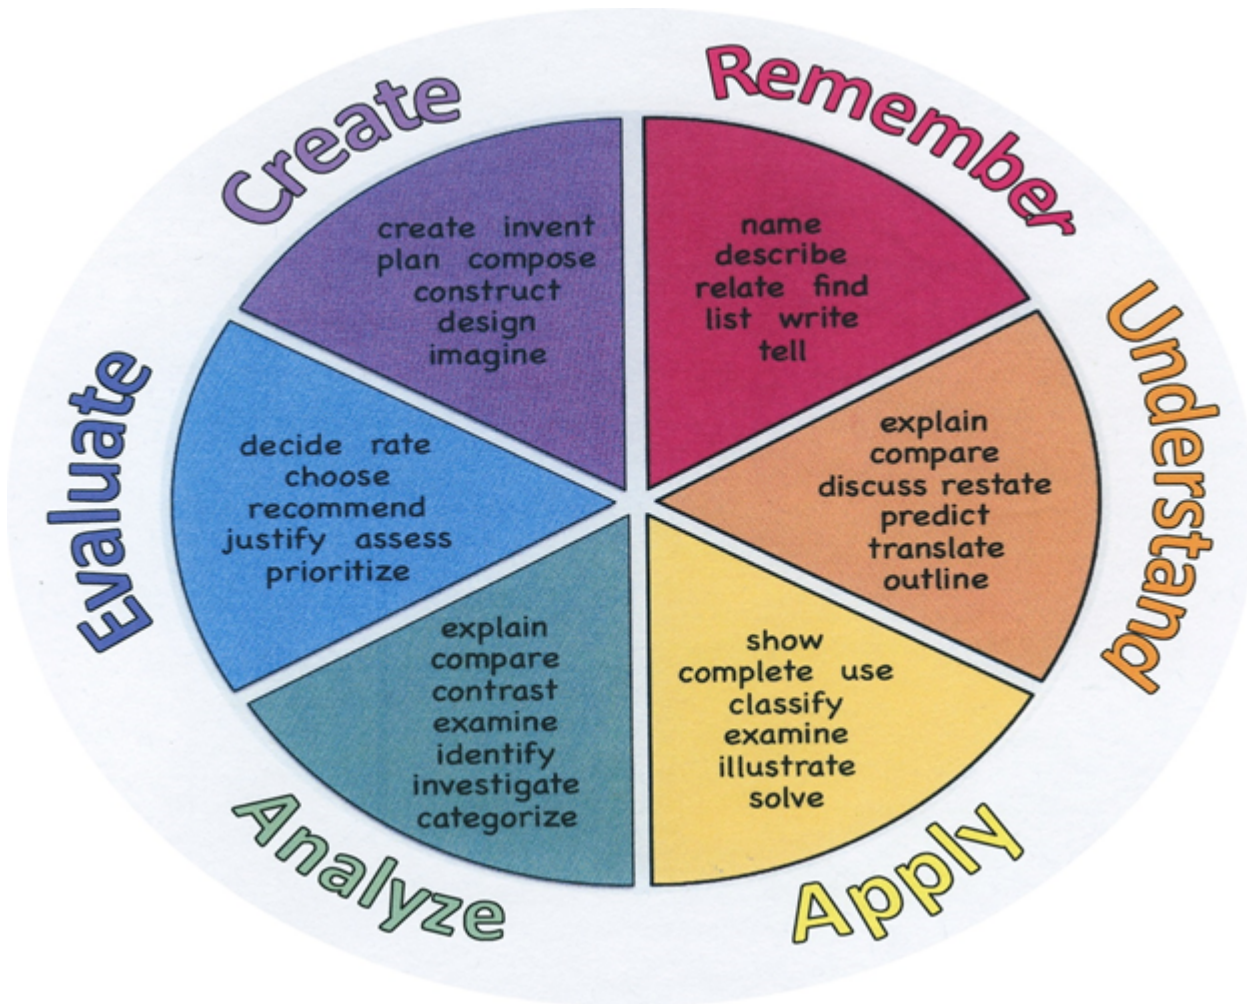 Remember
name
describe
relate find
list write
tell
Understand
explain
compare
discuss restate
predict
translate
outline
Apply
show
complete use
classify
examine
illustrate
solve
Analyze
explain
compare
contrast
examine
identify
investigate
categorize
Evaluate
decide rate
choose
recommend
justify assess
prioritize
Create
create invent
plan compose
construct
design
imagine